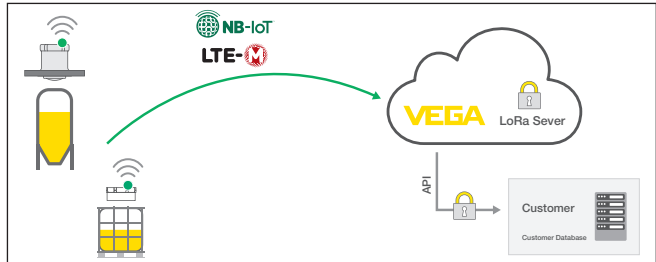 NB-IoT
LTE-M
VEGA
LoRa Sever
API
Customer
Customer Database